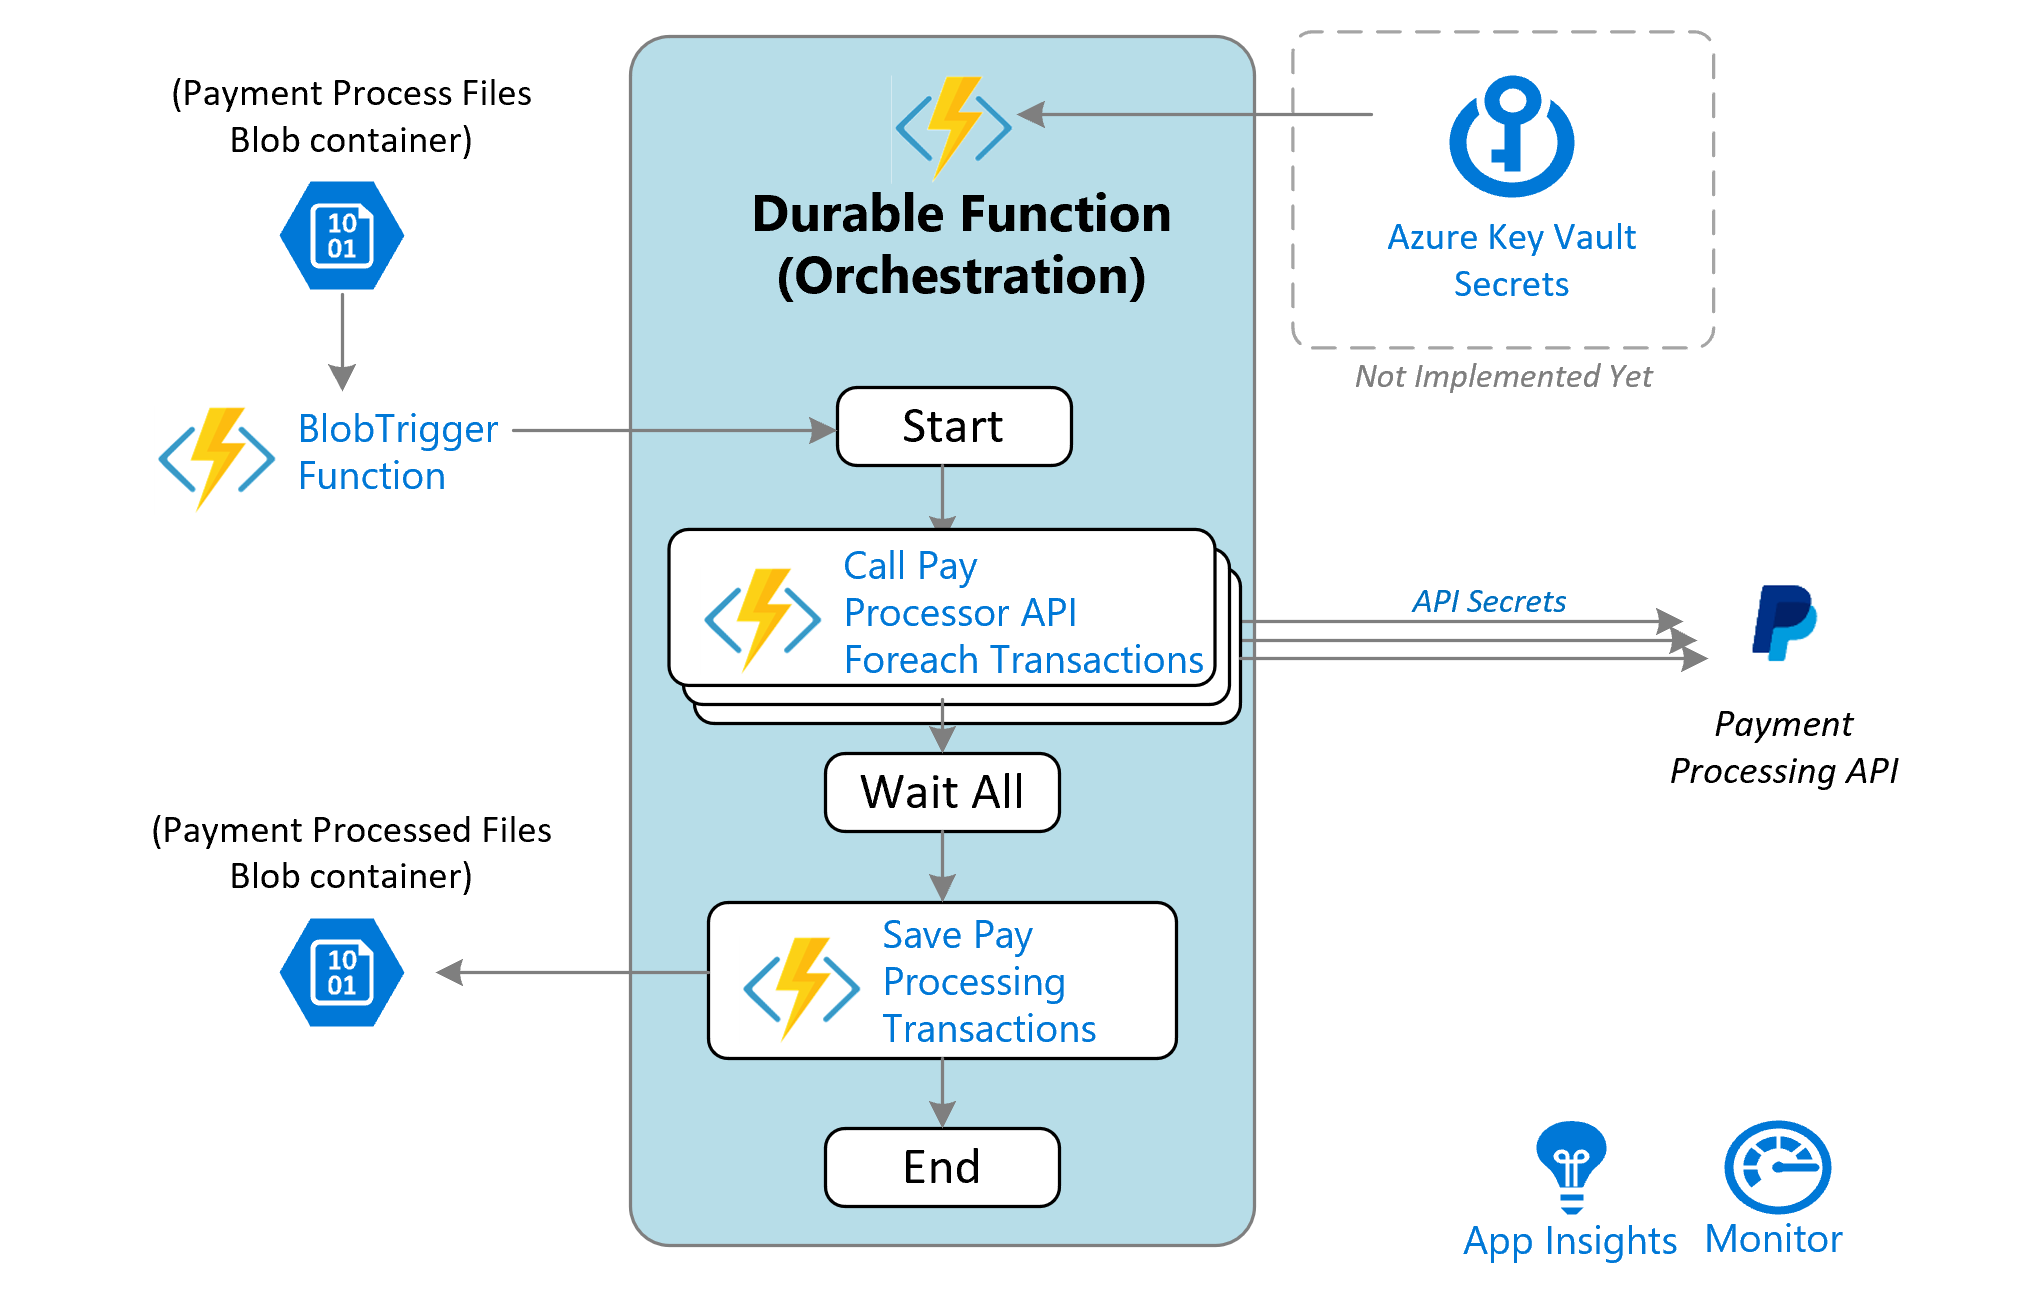 (Payment Process Files
Blob container)
10
01
BlobTrigger
Function
Durable Function
(Orchestration)
Azure Key Vault
Secrets
Not Implemented Yet
Start
Call Pay
Processor API
Foreach Transactions
API Secrets
Payment
Processing API
Wait All
(Payment Processed Files
Blob container)
10
01
Save Pay
Processing
Transactions
End
App Insights
Monitor